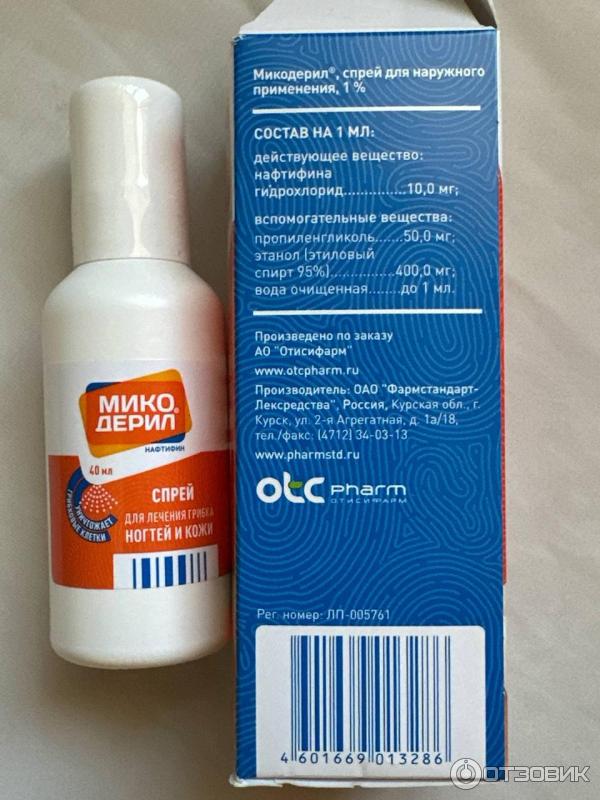 МИКО
ДЕРИЛ®
НАФТИФИН
40 мл
СПРЕЙ
ДЛЯ ЛЕЧЕНИЯ ГРИБКА
НОГТЕЙ И КОЖИ
УНИЧТОЖАЕТ
ГРИБКОВЫЕ КЛЕТКИ
Микодерил®, спрей для наружного
применения, 1 %
СОСТАВ НА 1 МЛ:
действующее вещество:
нафтифина
гидрохлорид...............10,0 мг;
вспомогательные вещества:
пропиленгликоль.......50,0 мг;
этанол (этиловый
спирт 95%)..................400,0 мг;
вода очищенная........до 1 мл.
Произведено по заказу
АО "Отисифарм"
www.otcpharm.ru
Производитель: ОАО "Фармстандарт-
Лексредства", Россия, Курская обл., г.
Курск, ул. 2-я Агрегатная, д. 1а/18,
тел./факс: (4712) 34-03-13
www.pharmstd.ru
otc pharm
ОТИСИФАРМ
Рег. номер: ЛП-005761
4 601669 013286
ОТЗОВИК